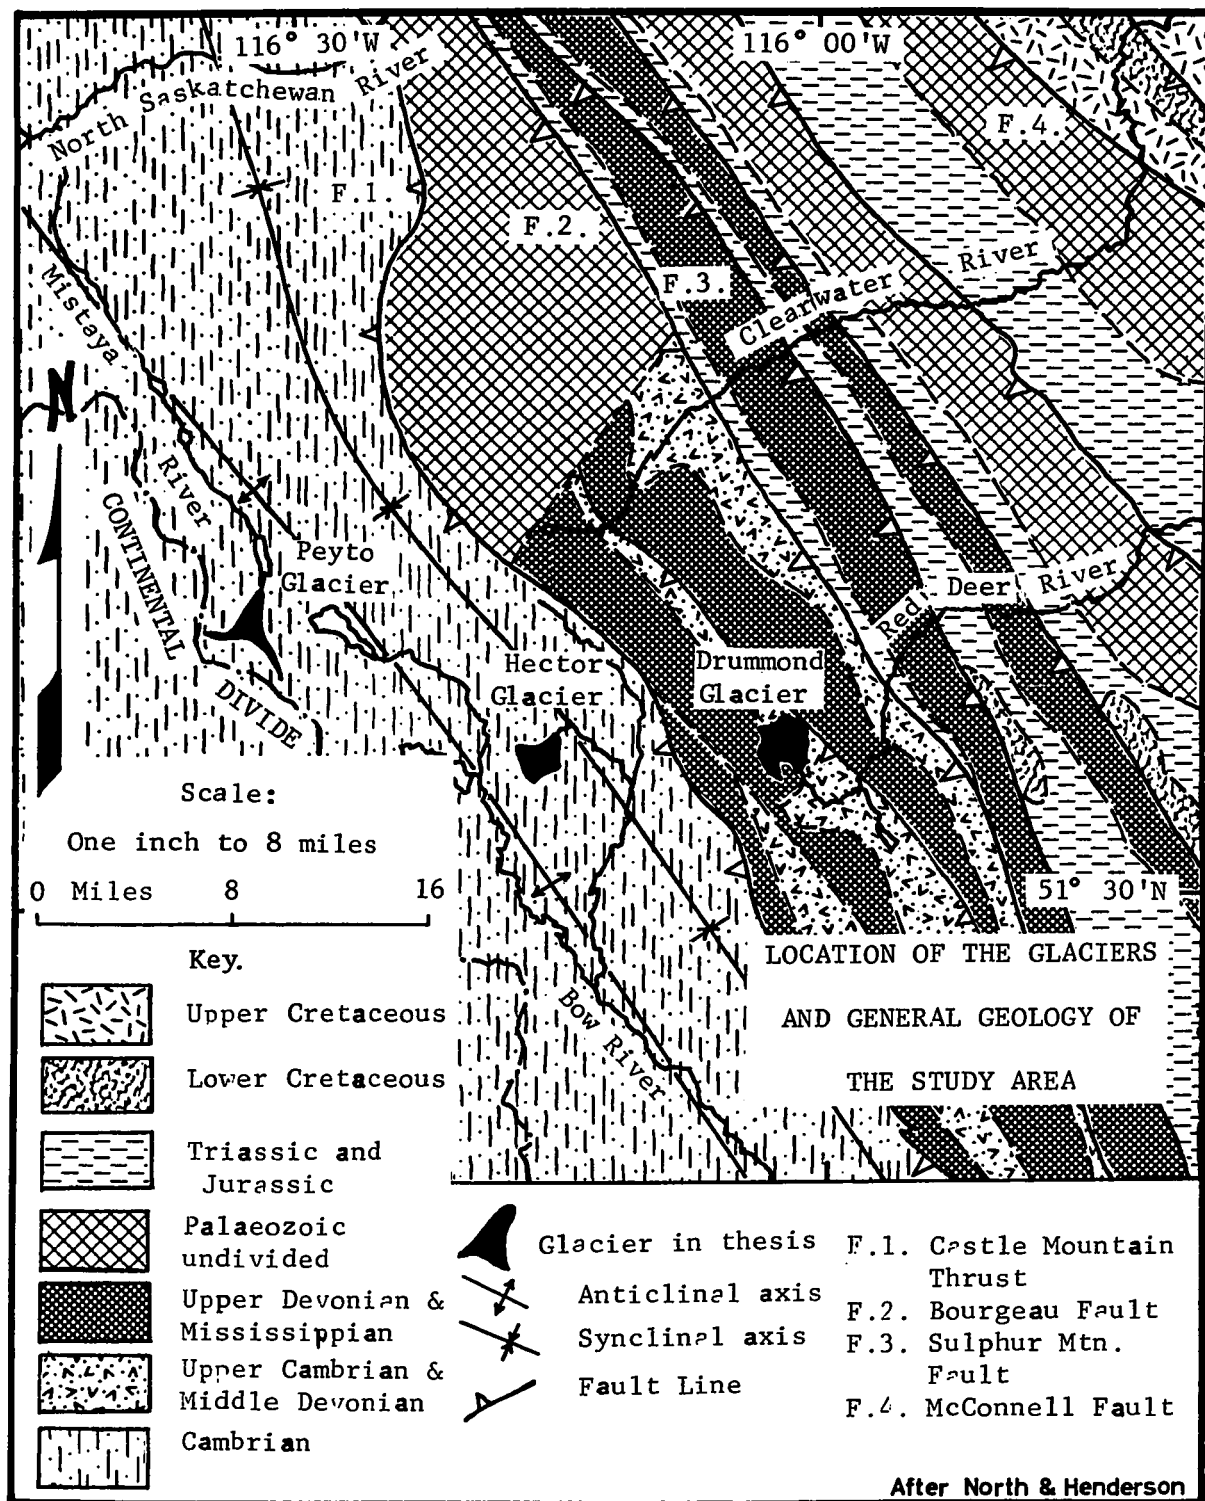 116° 30'W
116° 00'W
North Saskatchewan River
F.1.
F.2.
F.3.
F.4.
Clearwater River
Mistaya River
N
CONTINENTAL DIVIDE
Peyto
Glacier
Hector
Glacier
Drummond
Glacier
Red Deer River
Bow River
51° 30'N
Scale:
One inch to 8 miles
0 Miles 8 16
LOCATION OF THE GLACIERS
AND GENERAL GEOLOGY OF
THE STUDY AREA
Key.
Upper Cretaceous
Lower Cretaceous
Triassic and
Jurassic
Palaeozoic
undivided
Upper Devonian &
Mississippian
Upper Cambrian &
Middle Devonian
Cambrian
Glacier in thesis
Anticlinal axis
Synclinal axis
Fault Line
F.1. Castle Mountain
Thrust
F.2. Bourgeau Fault
F.3. Sulphur Mtn.
Fault
F.4. McConnell Fault
After North & Henderson